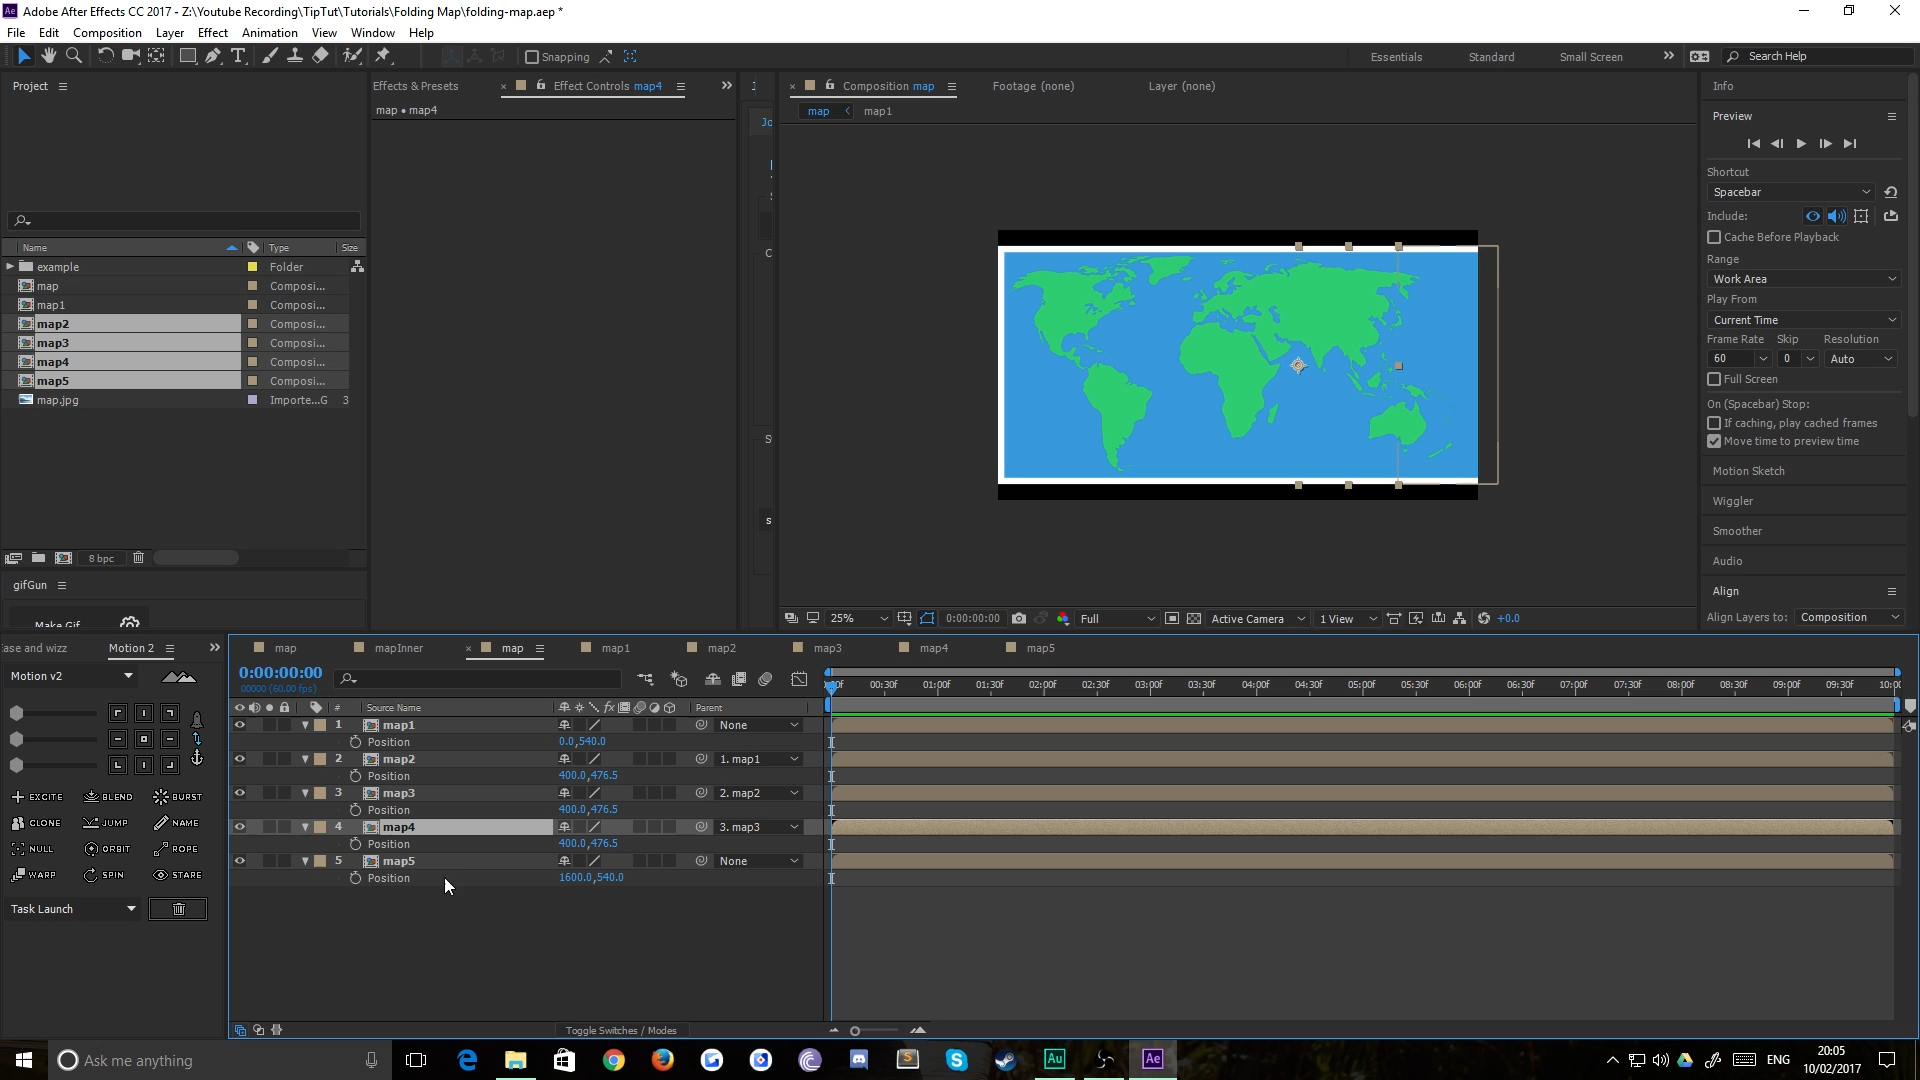 Adobe After Effects CC 2017 - Z:\Youtube Recording\TipTut\Tutorials\Folding Map\folding-map.aep *
File Edit Composition Layer Effect Animation View Window Help
Snapping Essentials Standard Small Screen Search Help
Project Effects & Presets Effect Controls map4 Composition map Footage (none) Layer (none) Info
map • map4 map map1
Preview
Shortcut
Spacebar
Include:
Cache Before Playback
Range
Work Area
Play From
Current Time
Frame Rate Skip Resolution
60 0 Auto
Full Screen
On (Spacebar) Stop:
If caching, play cached frames
Move time to preview time
Motion Sketch
Wiggler
Smoother
Audio
Align
Align Layers to: Composition
Name Type Size
example Folder
map Composi...
map1 Composi...
map2 Composi...
map3 Composi...
map4 Composi...
map5 Composi...
map.jpg Importe...G 3
8 bpc
gifGun
Make Gif
25% 0:00:00:00 Full Active Camera 1 View +0.0
ase and wizz Motion 2
Motion v2
EXCITE BLEND BURST
CLONE JUMP NAME
NULL ORBIT ROPE
WARP SPIN STARE
Task Launch
map mapInner map map1 map2 map3 map4 map5
0:00:00:00
00000 (60.00 fps)
00:30f 01:00f 01:30f 02:00f 02:30f 03:00f 03:30f 04:00f 04:30f 05:00f 05:30f 06:00f 06:30f 07:00f 07:30f 08:00f 08:30f 09:00f 09:30f 10:00
# Source Name Parent
1 map1 None
Position 0.0,540.0
2 map2 1. map1
Position 400.0,476.5
3 map3 2. map2
Position 400.0,476.5
4 map4 3. map3
Position 400.0,476.5
5 map5 None
Position 1600.0,540.0
Toggle Switches / Modes
Ask me anything
ENG
20:05
10/02/2017